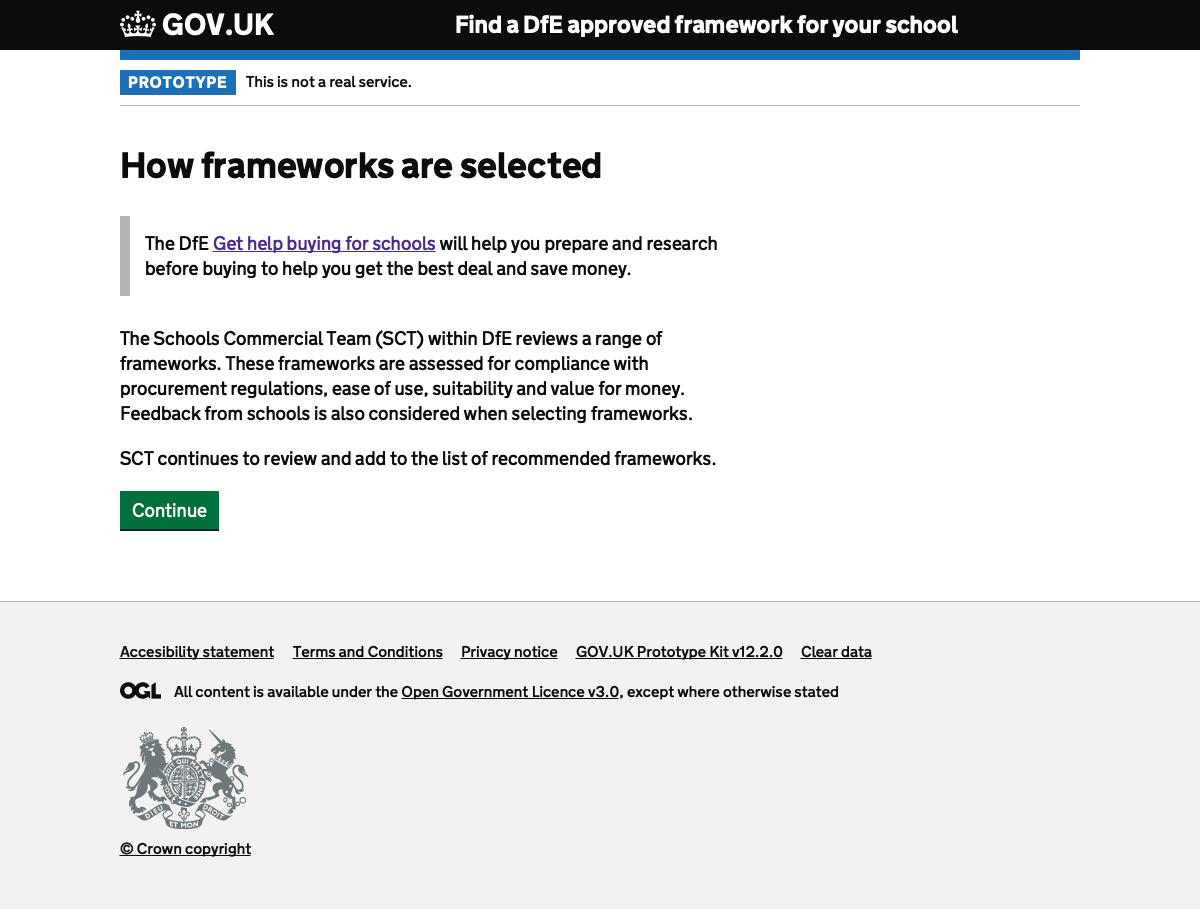 GOV.UK
Find a DfE approved framework for your school
PROTOTYPE
This is not a real service.
How frameworks are selected
The DfE Get help buying for schools will help you prepare and research
before buying to help you get the best deal and save money.
The Schools Commercial Team (SCT) within DfE reviews a range of
frameworks. These frameworks are assessed for compliance with
procurement regulations, ease of use, suitability and value for money.
Feedback from schools is also considered when selecting frameworks.
SCT continues to review and add to the list of recommended frameworks.
Continue
Accesibility statement Terms and Conditions Privacy notice GOV.UK Prototype Kit v12.2.0 Clear data
OGL All content is available under the Open Government Licence v3.0, except where otherwise stated
DIEU ET MON DROIT
© Crown copyright